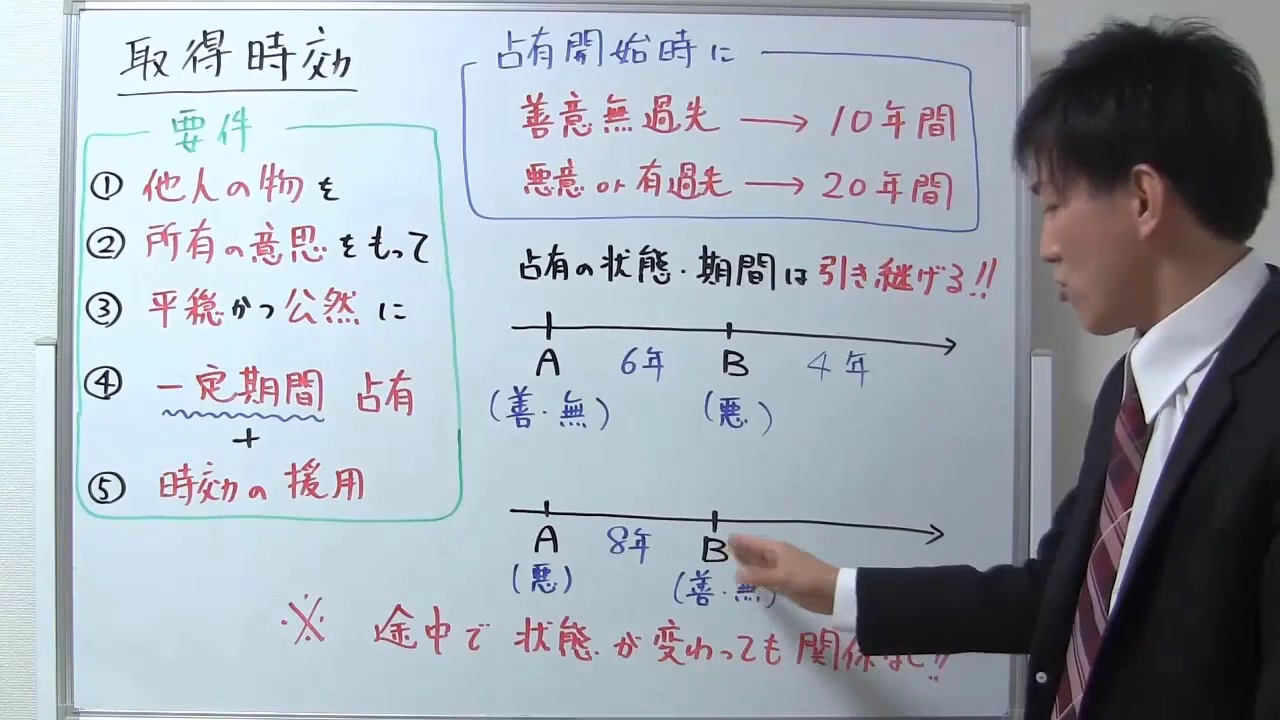 取得時効
要件
① 他人の物を
② 所有の意思をもって
③ 平穏かつ公然に
④ 一定期間 占有
+
⑤ 時効の援用
占有開始時に
善意無過失 → 10年間
悪意or有過失 → 20年間
占有の状態・期間は引き継げる!!
A 6年 B 4年
(善・無) (悪)
A 8年 B
(悪) (善・無)
※ 途中で状態が変わっても関係なし!!